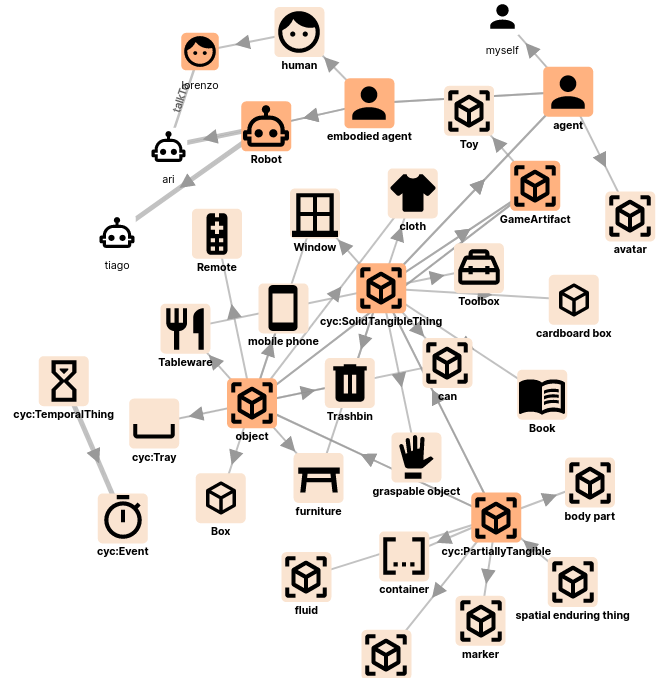 myself
human
lorenzo
talkTo
embodied agent
Toy
agent
Robot
ari
cloth
GameArtifact
Window
avatar
tiago
Remote
Toolbox
cyc:SolidTangibleThing
cardboard box
mobile phone
Tableware
can
cyc:TemporalThing
Trashbin
Book
object
cyc:Tray
graspable object
furniture
body part
Box
cyc:Event
cyc:PartiallyTangible
container
fluid
spatial enduring thing
marker